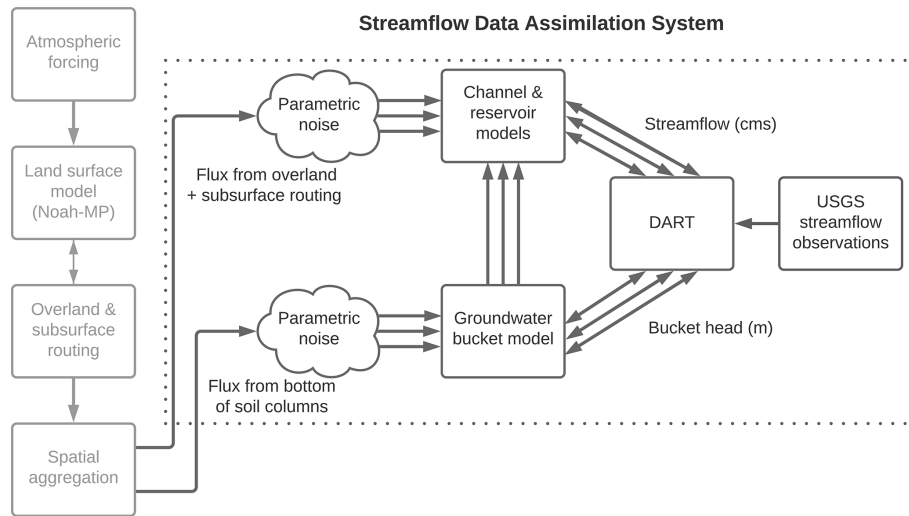 Streamflow Data Assimilation System
Atmospheric
forcing
Land surface
model
(Noah-MP)
Overland &
subsurface
routing
Spatial
aggregation
Parametric
noise
Flux from overland
+ subsurface routing
Channel &
reservoir
models
Streamflow (cms)
DART
USGS
streamflow
observations
Parametric
noise
Flux from bottom
of soil columns
Groundwater
bucket model
Bucket head (m)